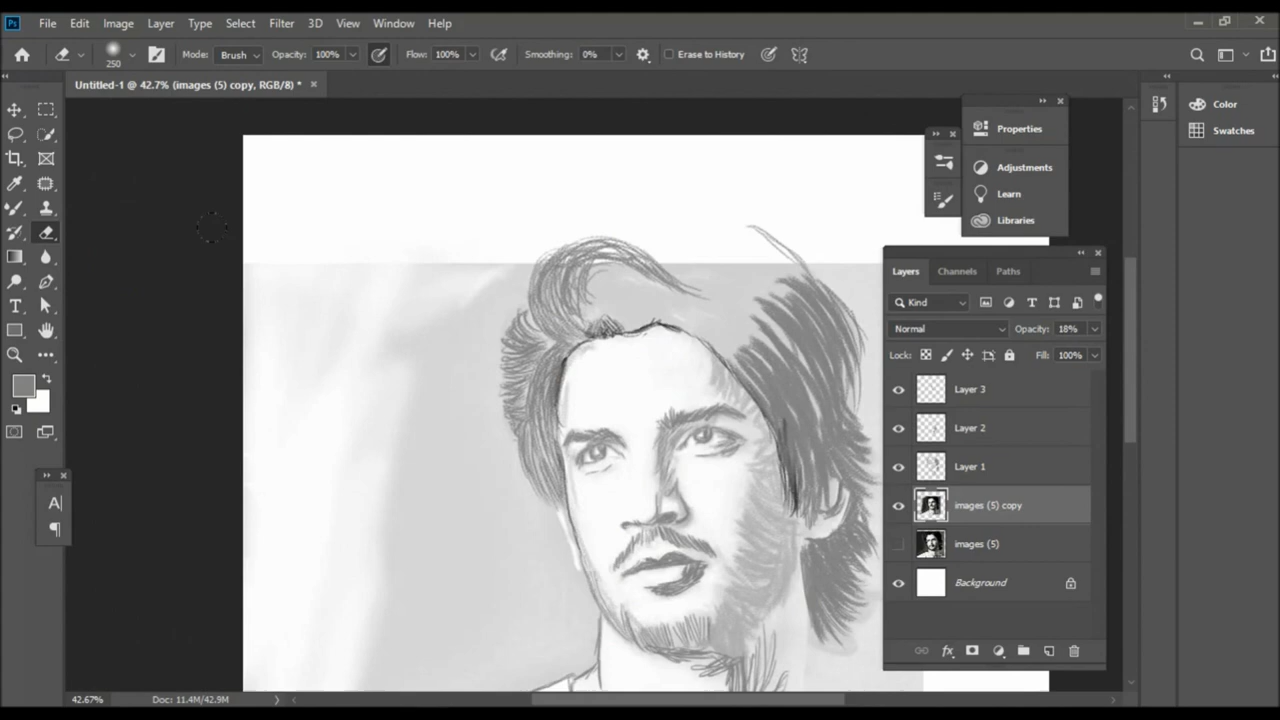 Ps File Edit Image Layer Type Select Filter 3D View Window Help
250 Mode: Brush Opacity: 100% Flow: 100% Smoothing: 0% Erase to History
Untitled-1 @ 42.7% (images (5) copy, RGB/8) *
Color
Swatches
Properties
Adjustments
Learn
Libraries
Layers Channels Paths
Kind
Normal Opacity: 18%
Lock: Fill: 100%
Layer 3
Layer 2
Layer 1
images (5) copy
images (5)
Background
fx
42.67% Doc: 11.4M/42.9M